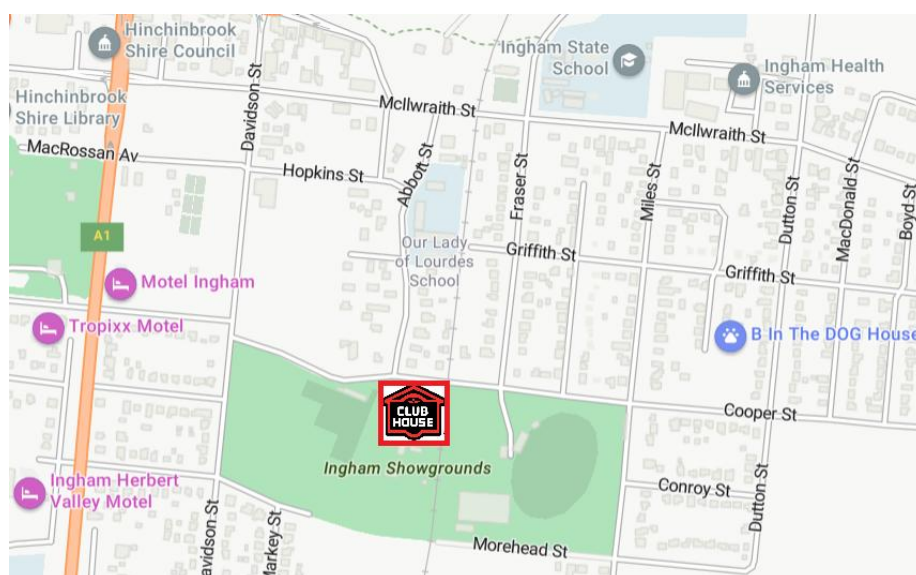 Hinchinbrook
Shire Council
Ingham State
School
Ingham Health
Services
Hinchinbrook
Shire Library
Davidson St
McIlwraith St
McIlwraith St
MacRossan Av
Hopkins St
Abbott St
Fraser St
Miles St
Dutton St
MacDonald St
Boyd St
A1
Our Lady
of Lourdes
School
Griffith St
Griffith St
Motel Ingham
Tropixx Motel
B In The DOG House
CLUB
HOUSE
Cooper St
Ingham Showgrounds
Ingham Herbert
Valley Motel
Conroy St
Dutton St
avidson St
Markey St
Morehead St